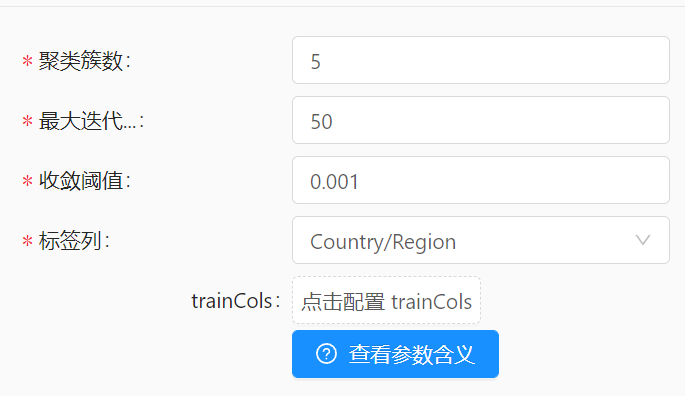 * 聚类簇数： 5
* 最大迭代...： 50
* 收敛阈值： 0.001
* 标签列： Country/Region
trainCols： 点击配置 trainCols
查看参数含义